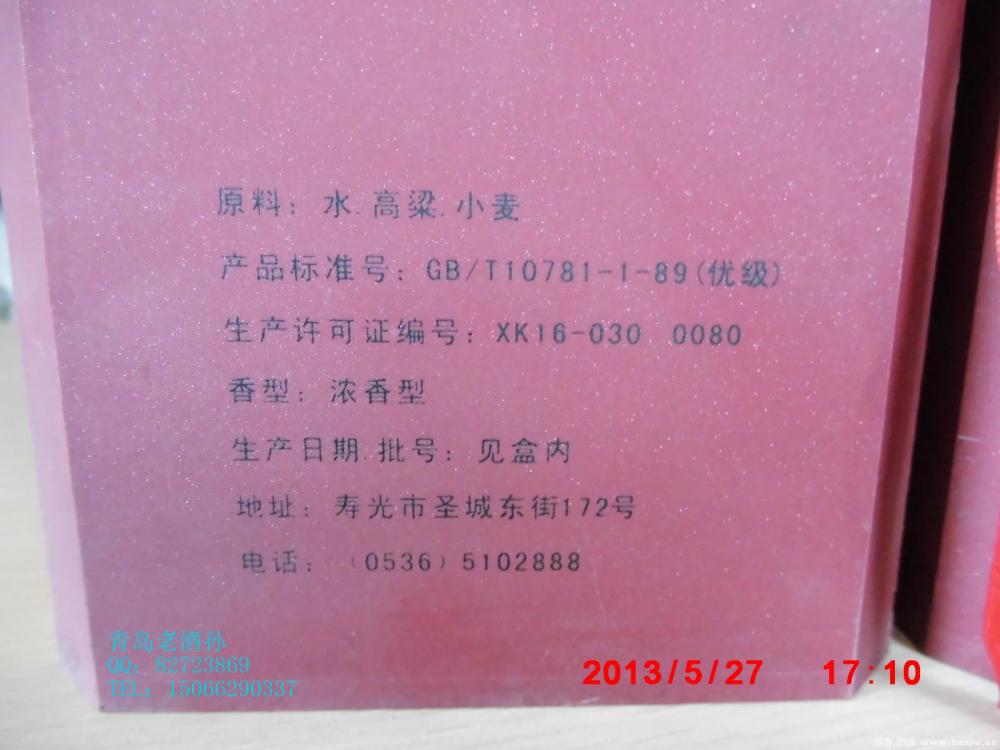 原料：水.高粱.小麦
产品标准号：GB/T10781-1-89(优级)
生产许可证编号：XK16-030 0080
香型：浓香型
生产日期.批号：见盒内
地址：寿光市圣城东街172号
电话：（0536）5102888
青岛老酒孙
QQ：82723869
TEL：15066290337
2013/5/27 17:10
www.taojiu.cc